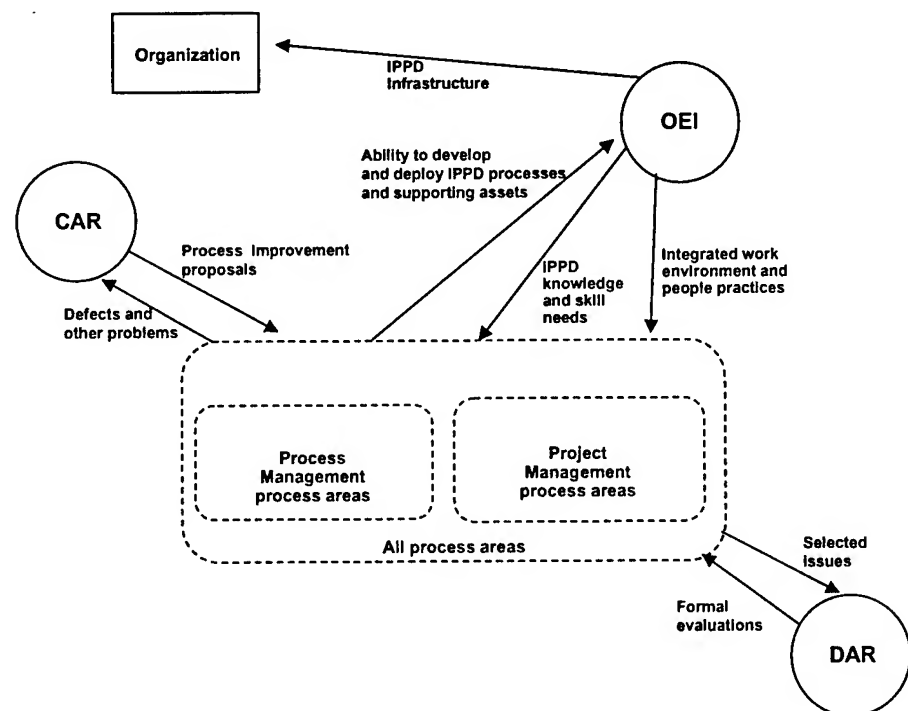 Organization
IPPD
Infrastructure
OEI
Ability to develop
and deploy IPPD processes
and supporting assets
CAR
Process Improvement
proposals
IPPD
knowledge
and skill
needs
Integrated work
environment and
people practices
Defects and
other problems
Process
Management
process areas
Project
Management
process areas
All process areas
Selected
issues
Formal
evaluations
DAR